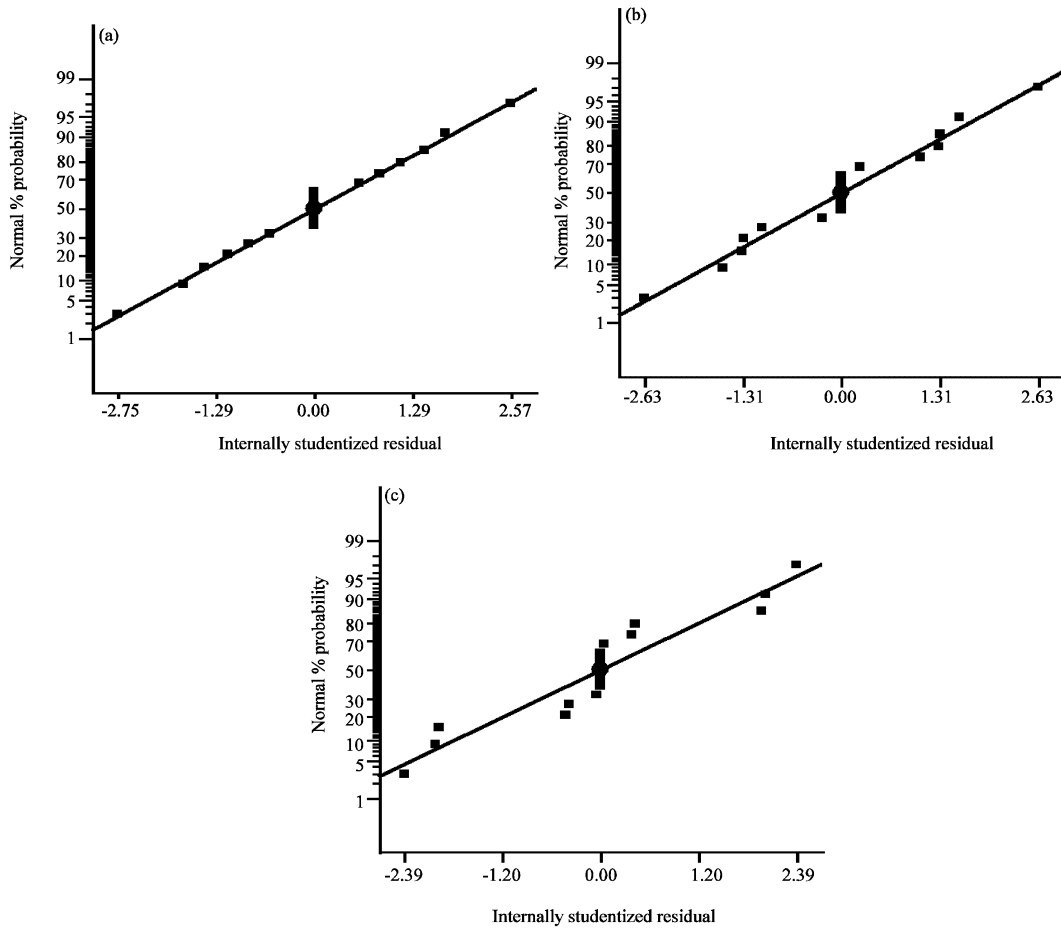 (a)
Normal % probability
99
95
90
80
70
50
30
20
10
5
1
-2.75 -1.29 0.00 1.29 2.57
Internally studentized residual
(b)
Normal % probability
99
95
90
80
70
50
30
20
10
5
1
-2.63 -1.31 0.00 1.31 2.63
Internally studentized residual
(c)
Normal % probability
99
95
90
80
70
50
30
20
10
5
1
-2.39 -1.20 0.00 1.20 2.39
Internally studentized residual